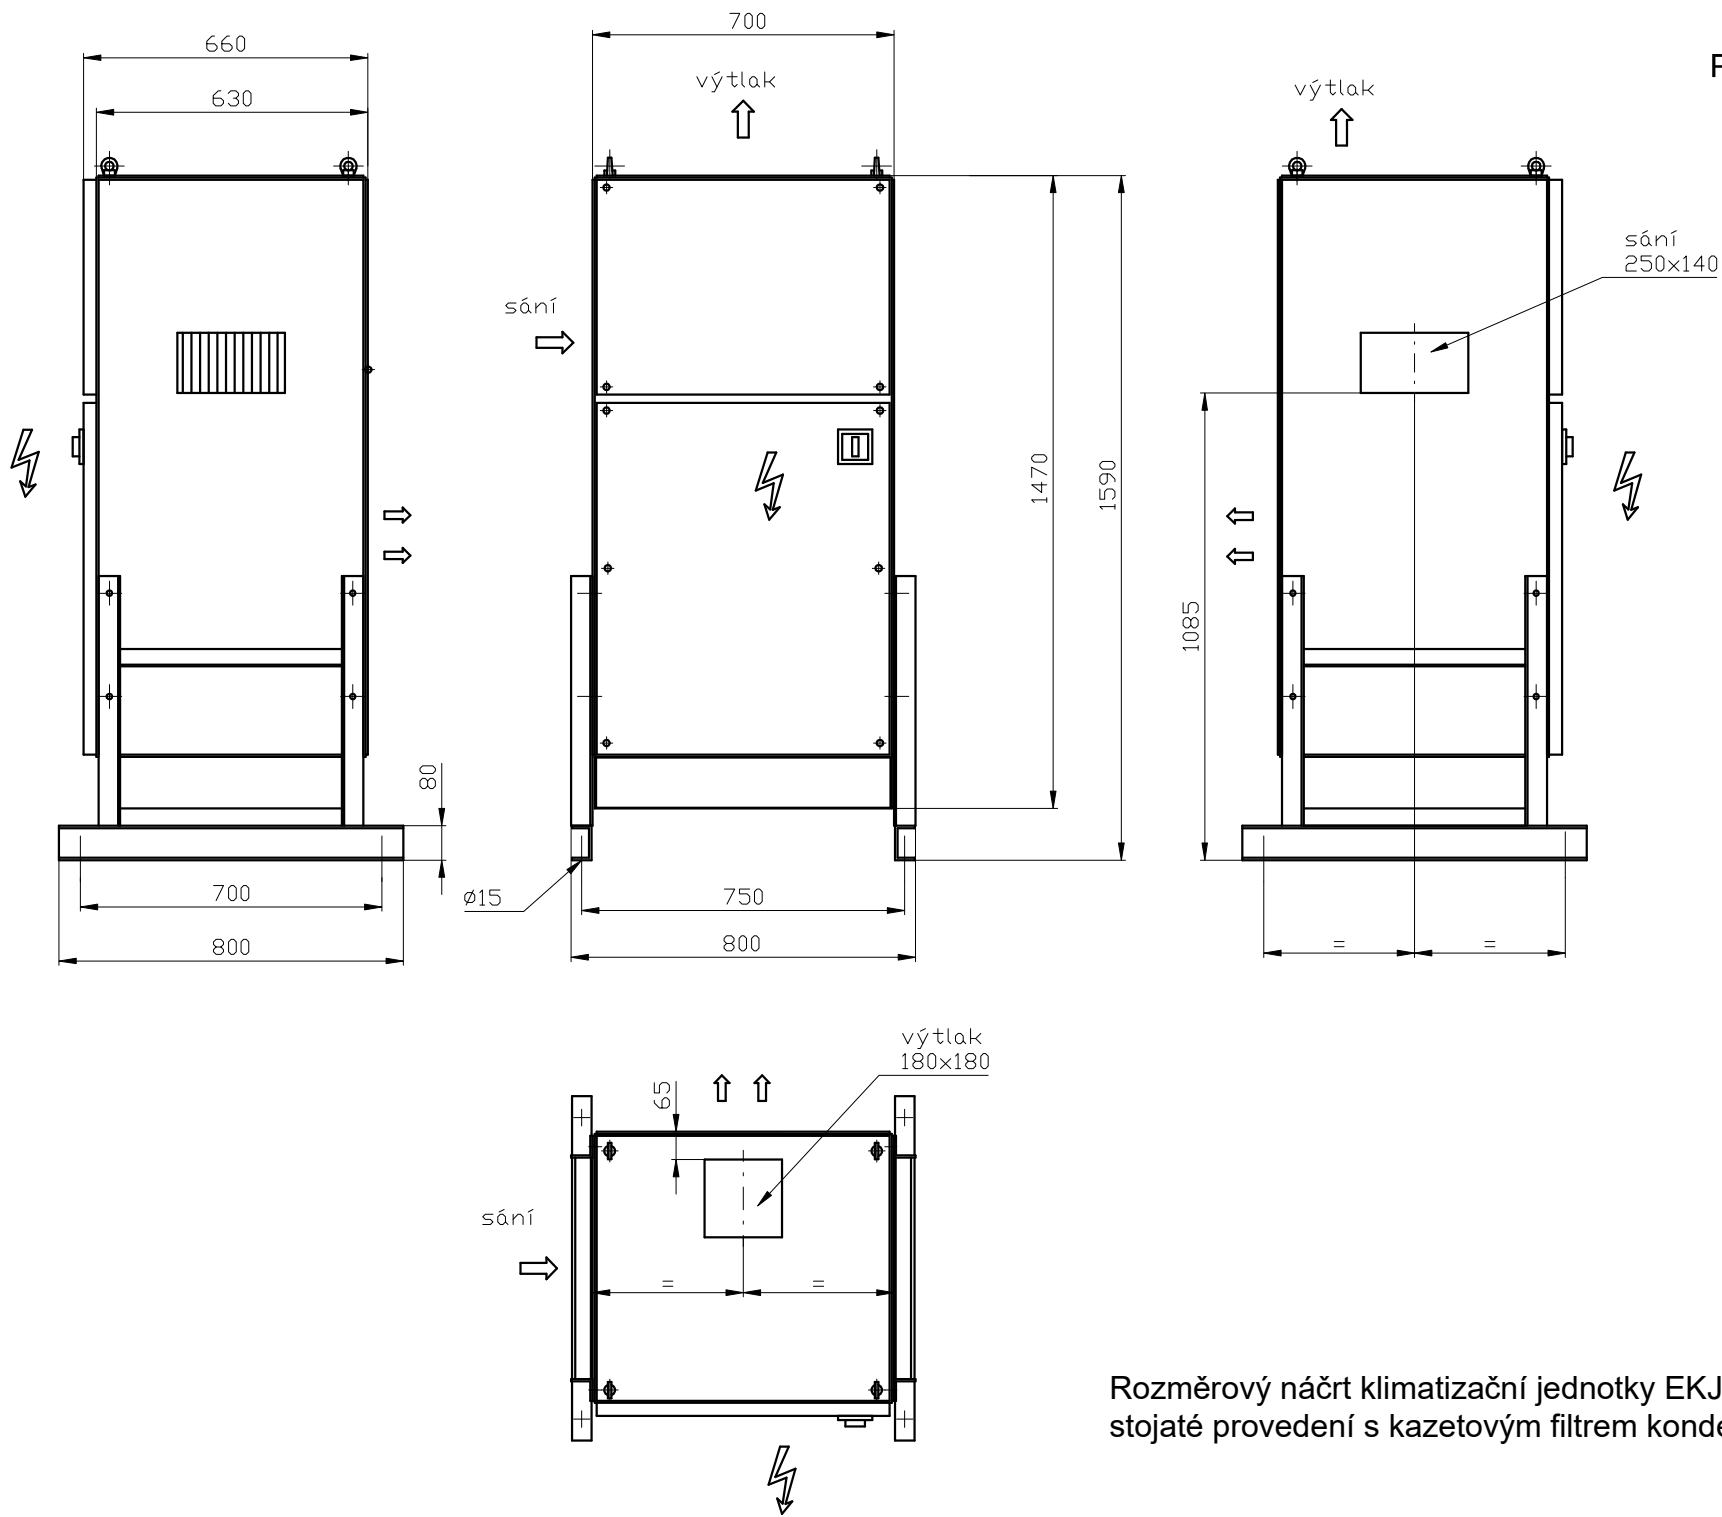 660
630
700
výtlak
výtlak
sání
250x140
sání
1470
1590
1085
80
700
800
ø15
750
800
=
=
výtlak
180x180
65
sání
=
=
Rozměrový náčrt klimatizační jednotky EKJ
stojaté provedení s kazetovým filtrem